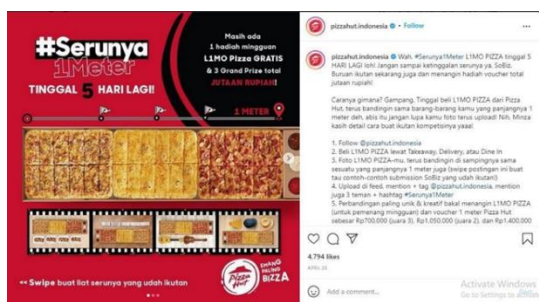 #Serunya
1Meter
TINGGAL 5 HARI LAGI!
Masih ada
1 hadiah mingguan
L1MO Pizza GRATIS
& 3 Grand Prize total
JUTAAN RUPIAH!
1 METER
<< Swipe buat liat serunya yang udah ikutan
Pizza Hut
EMANG
PALING
BIZZA
pizzahut.indonesia • Follow
pizzahut.indonesia Wah, #Serunya1Meter L1MO PIZZA tinggal 5
HARI LAGI loh! Jangan sampai ketinggalan serunya ya, SoBiz.
Buruan ikutan sekarang juga dan menangin hadiah voucher total
jutaan rupiah!
Caranya gimana? Gampang. Tinggal beli L1MO PIZZA dari Pizza
Hut, terus bandingin sama barang-barang kamu yang panjangnya 1
meter deh, abis itu jangan lupa kamu foto terus upload! Nih, Minza
kasih detail cara buat ikutan kompetisinya yaa!
1. Follow @pizzahut.indonesia
2. Beli L1MO PIZZA lewat Takeaway, Delivery, atau Dine In
3. Foto L1MO PIZZA-mu, terus bandingin di sampingnya sama
sesuatu yang panjangnya 1 meter (swipe postingan ini buat
tau contoh-contoh submission SoBiz yang udah ikutan!)
4. Upload di feed, mention + tag @pizzahut.indonesia, mention
juga 3 teman + hashtag #Serunya1Meter
5. Perbandingan paling unik & kreatif bakal menangin L1MO PIZZA
(untuk pemenang mingguan) dan voucher 1 meter Pizza Hut
sebesar Rp700.000 (juara 3), Rp1.050.000 (juara 2), dan Rp1.400.000
4.794 likes
Add a comment...
Activate Windows
Go to Settings to